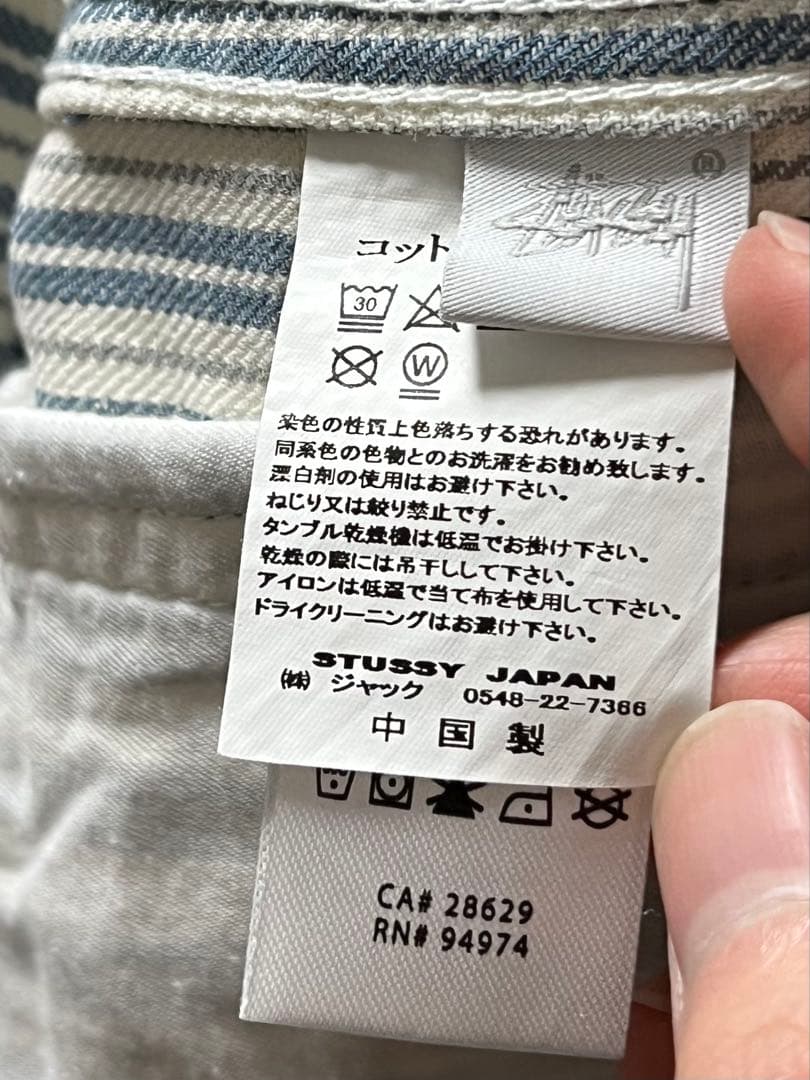 ®
コット
30
W
染色の性質上色落ちする恐れがあります。
同系色の色物とのお洗濯をお勧め致します。
漂白剤の使用はお避け下さい。
ねじり又は絞り禁止です。
タンブル乾燥機は低温でお掛け下さい。
乾燥の際には吊干しして下さい。
アイロンは低温で当て布を使用して下さい。
ドライクリーニングはお避け下さい。
STUSSY JAPAN
㈱ ジャック 0548-22-7366
中国製
CA# 28629
RN# 94974